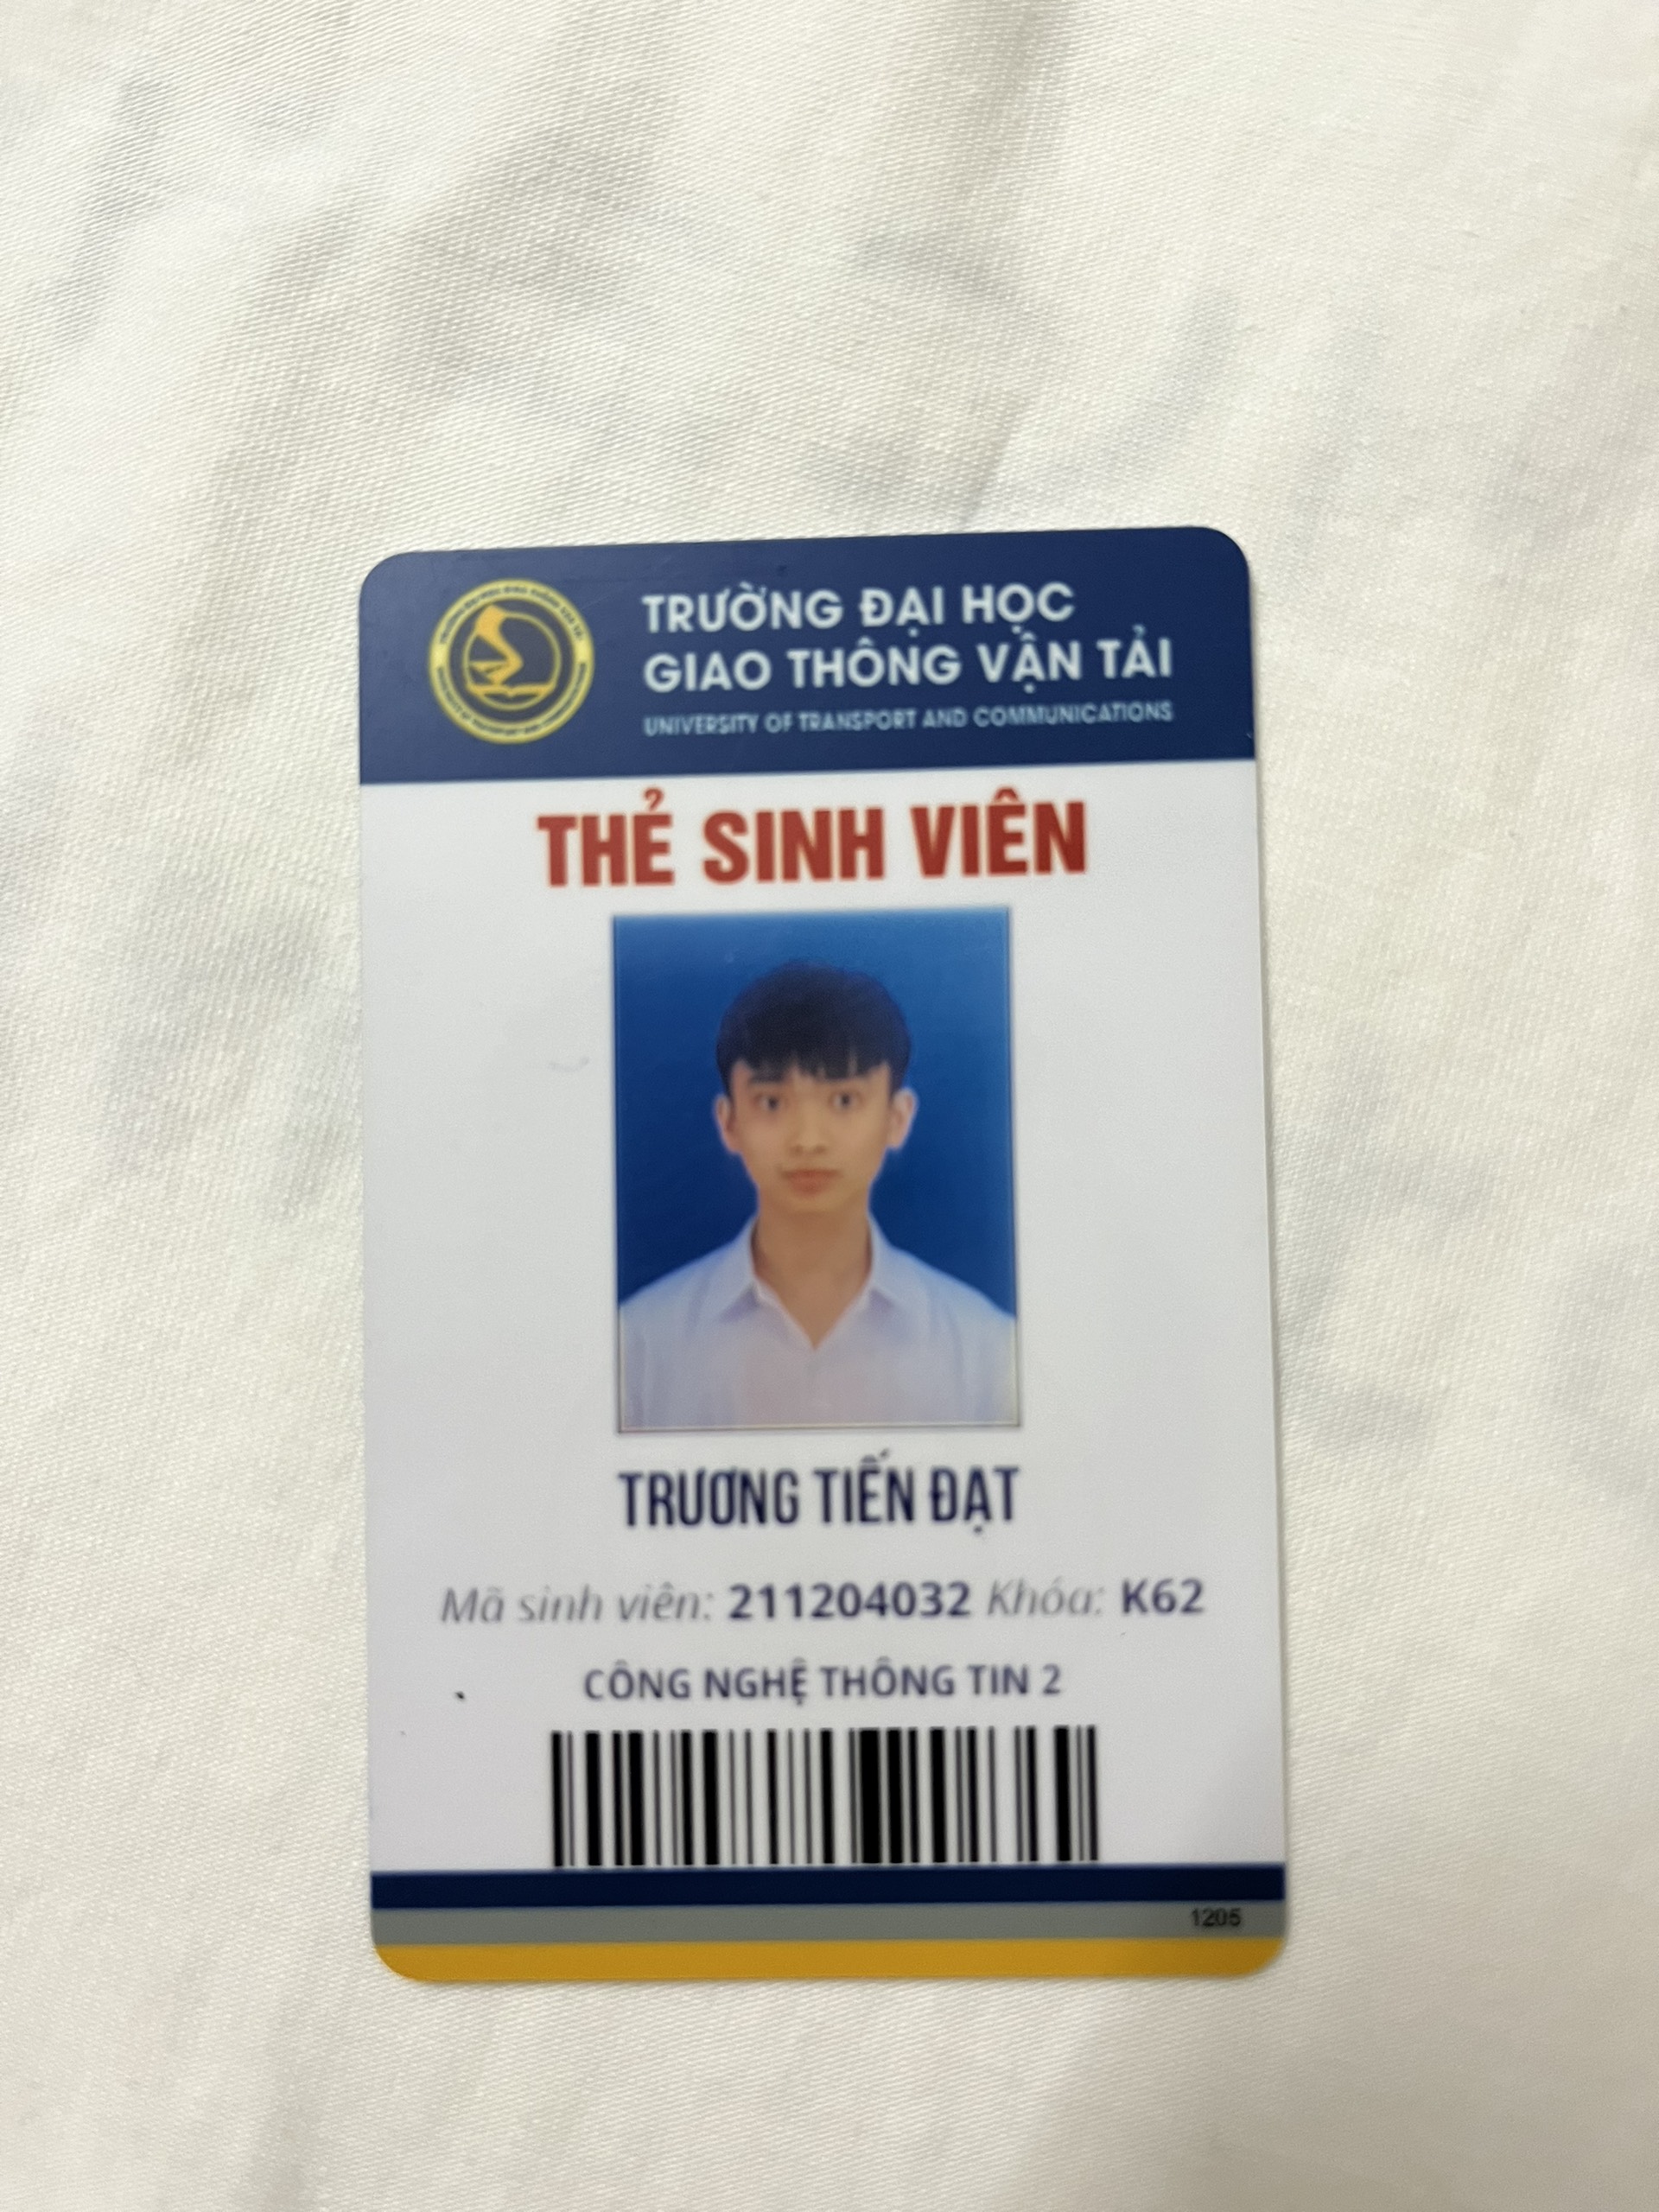 TRƯỜNG ĐẠI HỌC
GIAO THÔNG VẬN TẢI
UNIVERSITY OF TRANSPORT AND COMMUNICATIONS
THẺ SINH VIÊN
TRƯƠNG TIẾN ĐẠT
Mã sinh viên: 211204032 Khóa: K62
CÔNG NGHỆ THÔNG TIN 2
1205